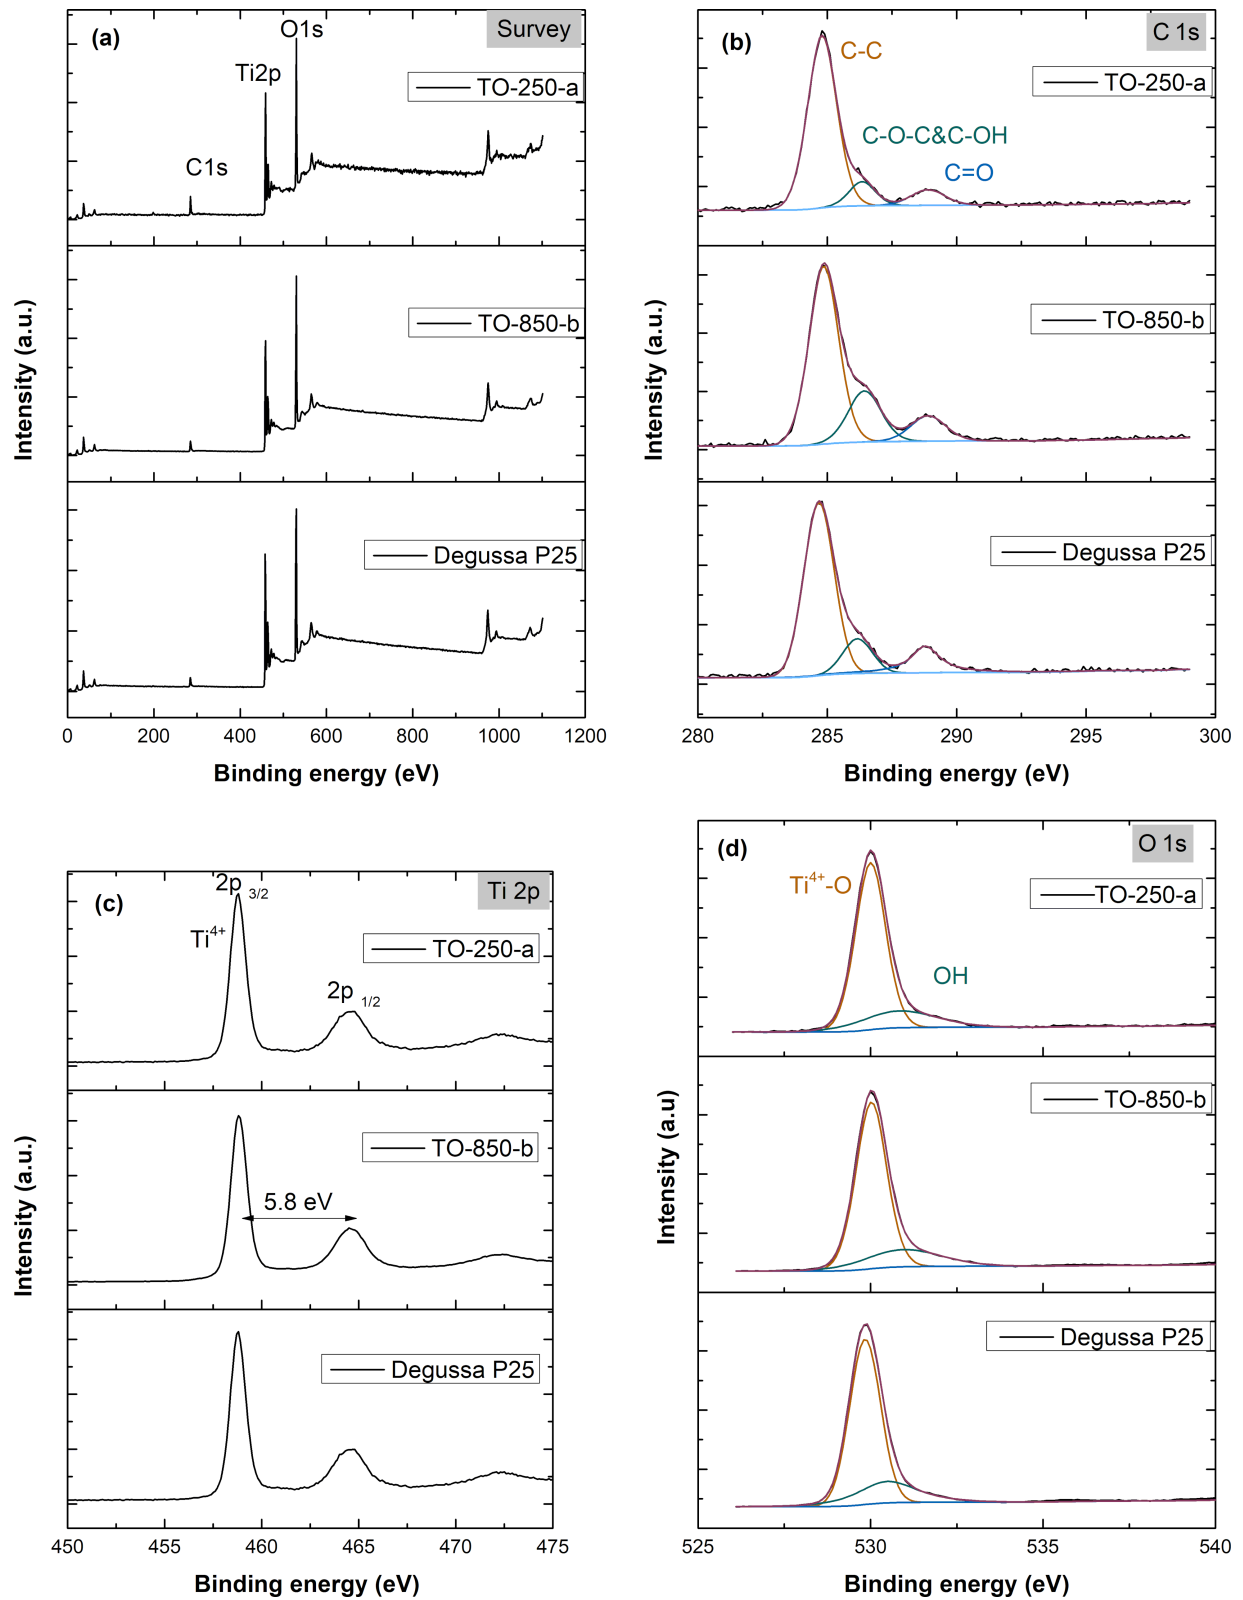 (a)
O1s
Survey
Ti2p
TO-250-a
C1s
TO-850-b
Degussa P25
Intensity (a.u.)
0 200 400 600 800 1000 1200
Binding energy (eV)
(b)
C 1s
C-C
TO-250-a
C-O-C&C-OH
C=O
TO-850-b
Degussa P25
Intensity (a.u.)
280 285 290 295 300
Binding energy (eV)
(c)
2p 3/2
Ti 2p
Ti4+
TO-250-a
2p 1/2
TO-850-b
5.8 eV
Degussa P25
Intensity (a.u.)
450 455 460 465 470 475
Binding energy (eV)
(d)
O 1s
Ti4+-O
TO-250-a
OH
TO-850-b
Degussa P25
Intensity (a.u)
525 530 535 540
Binding energy (eV)